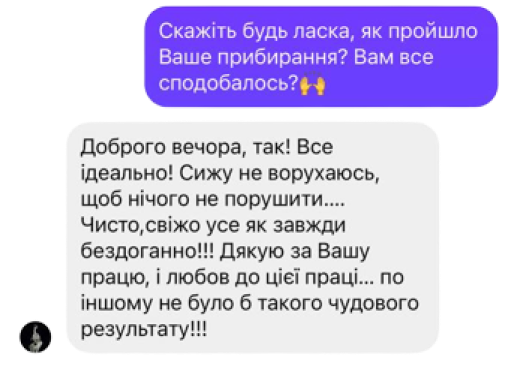 Скажіть будь ласка, як пройшло
Ваше прибирання? Вам все
сподобалось?🙌
Доброго вечора, так! Все
ідеально! Сижу не ворухаюсь,
щоб нічого не порушити....
Чисто,свіжо усе як завжди
бездоганно!!! Дякую за Вашу
працю, і любов до цієї праці... по
іншому не було б такого чудового
результату!!!